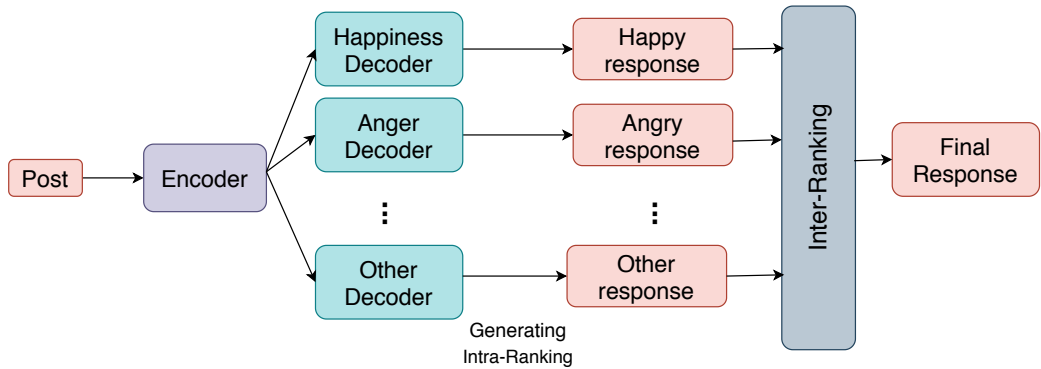 Post
Encoder
Happiness
Decoder
Anger
Decoder
⋮
Other
Decoder
Happy
response
Angry
response
⋮
Other
response
Generating
Intra-Ranking
Inter-Ranking
Final
Response